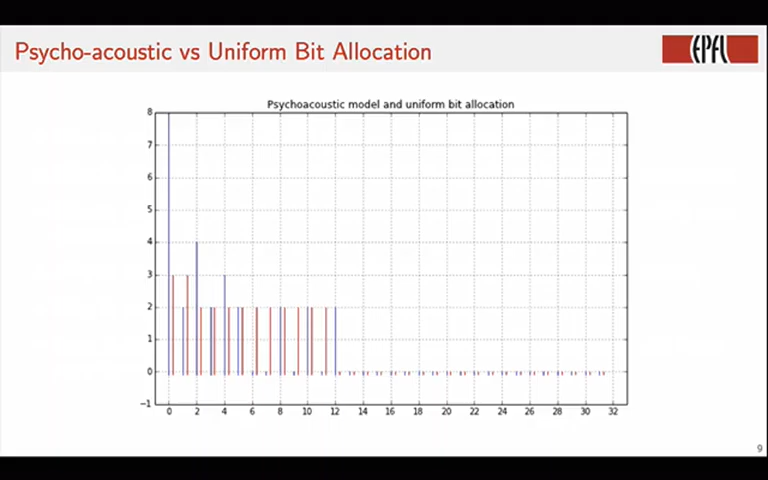 Psycho-acoustic vs Uniform Bit Allocation
EPFL
Psychoacoustic model and uniform bit allocation
8
7
6
5
4
3
2
1
0
−1
0 2 4 6 8 10 12 14 16 18 20 22 24 26 28 30 32
9